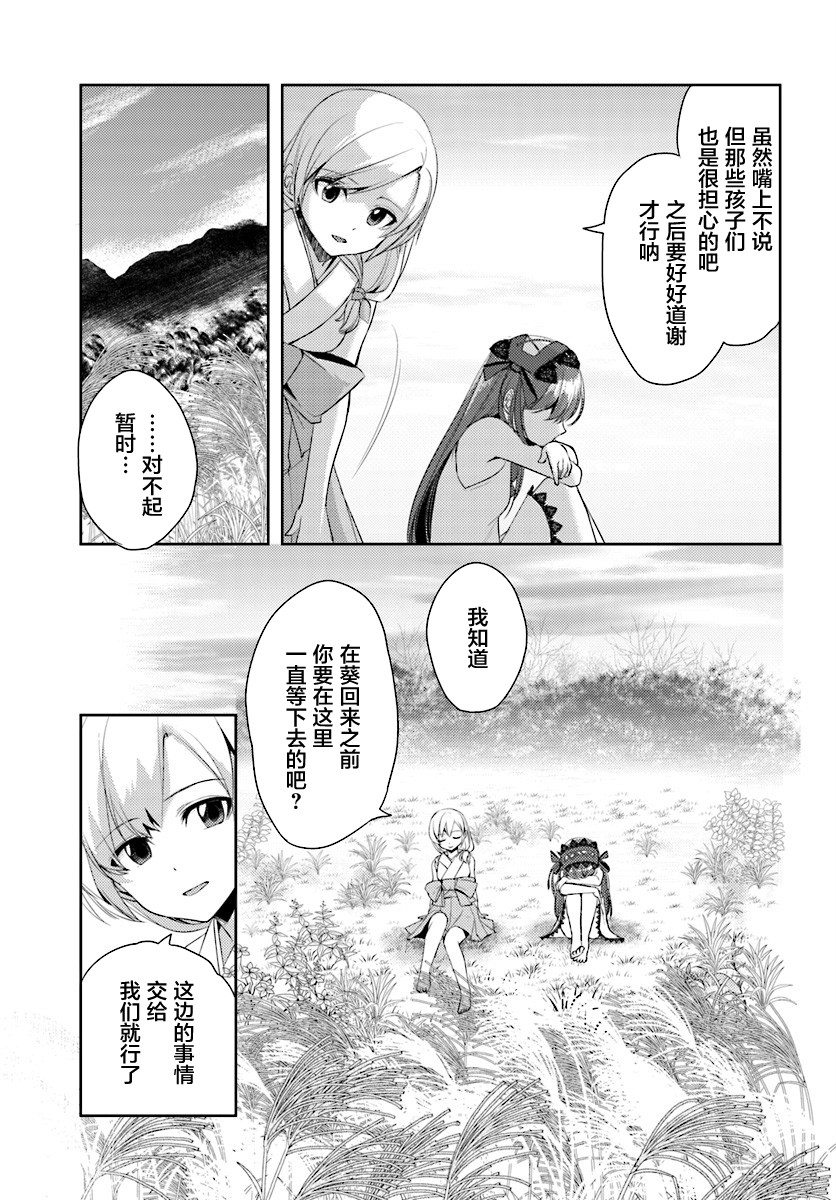 虽然嘴上不说
但那些孩子们
也是很担心的吧
之后要好好道谢
才行呐
……对不起
暂时…
我知道
在葵回来之前
你要在这里
一直等下去的吧？
这边的事情
交给
我们就行了